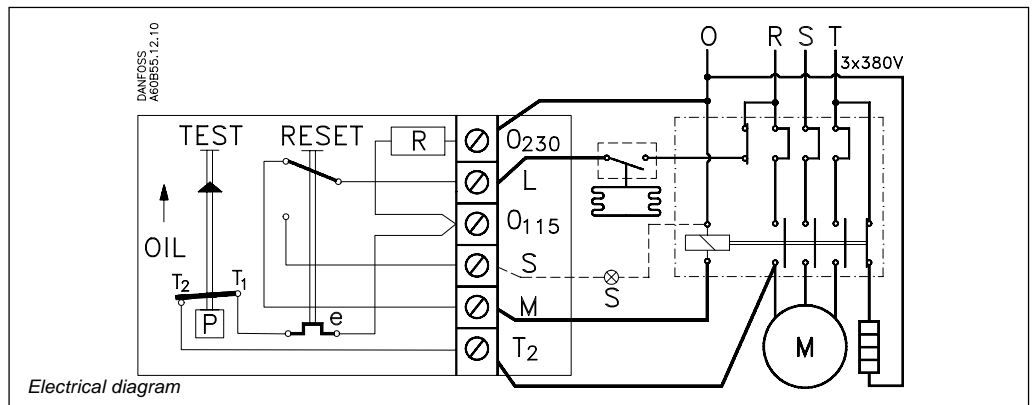 DANFOSS
A60B55.12.10
O R S T
3x380V
TEST RESET
R
O230
L
O115
OIL
S
S
T2 T1
P
e
M
M
T2
Electrical diagram